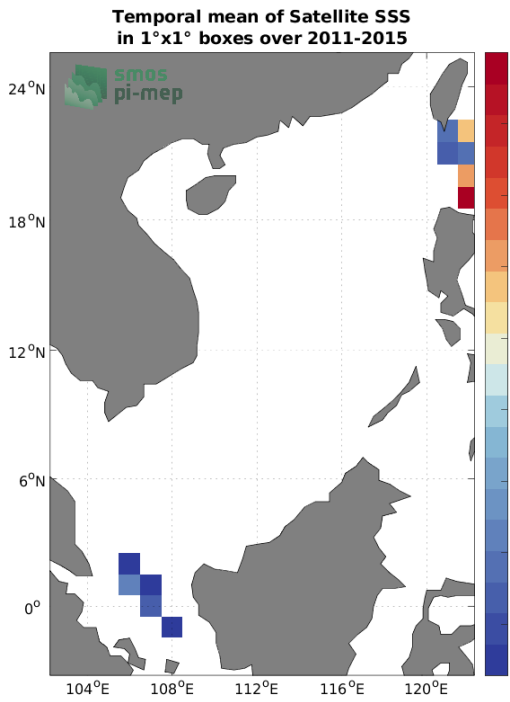 Temporal mean of Satellite SSS
in 1°x1° boxes over 2011-2015
smos
pi-mep
24°N
18°N
12°N
6°N
0°
104°E 108°E 112°E 116°E 120°E